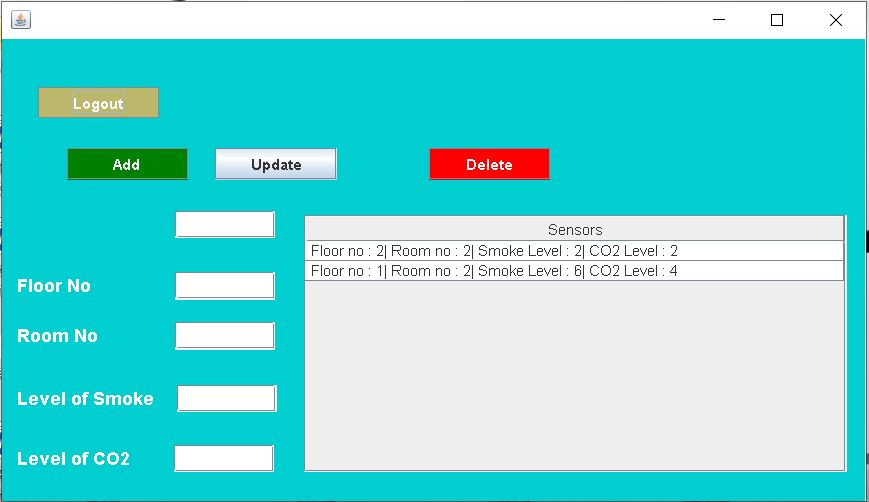 Logout
Add Update Delete
Sensors
Floor no : 2| Room no : 2| Smoke Level : 2| CO2 Level : 2
Floor no : 1| Room no : 2| Smoke Level : 6| CO2 Level : 4
Floor No
Room No
Level of Smoke
Level of CO2